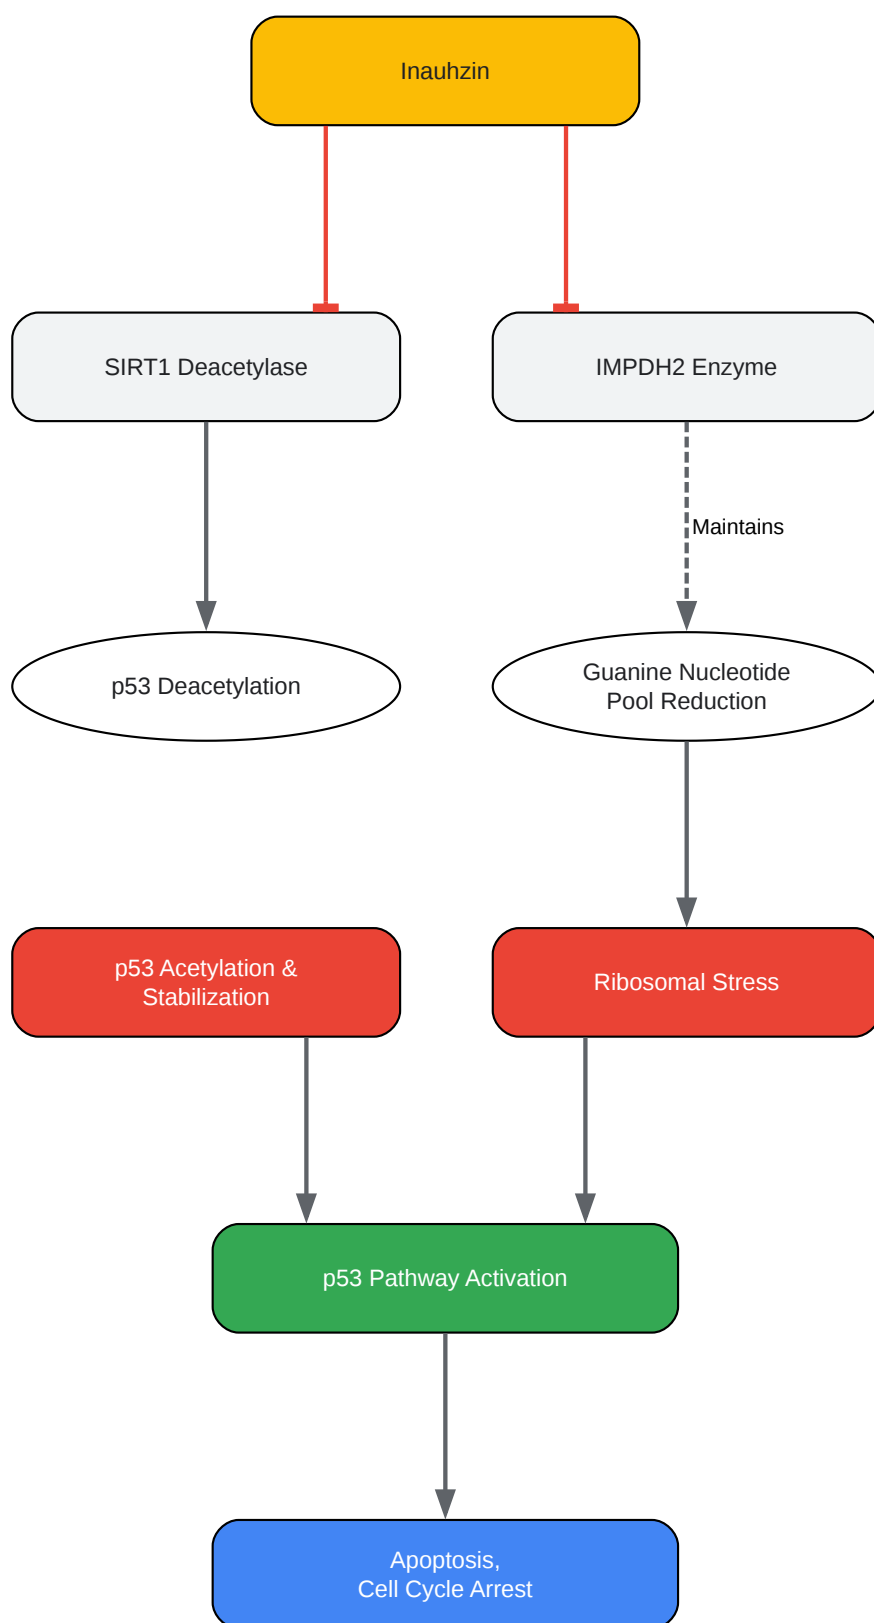 Inauhzin
SIRT1 Deacetylase
IMPDH2 Enzyme
Maintains
p53 Deacetylation
Guanine Nucleotide
Pool Reduction
p53 Acetylation &
Stabilization
Ribosomal Stress
p53 Pathway Activation
Apoptosis,
Cell Cycle Arrest